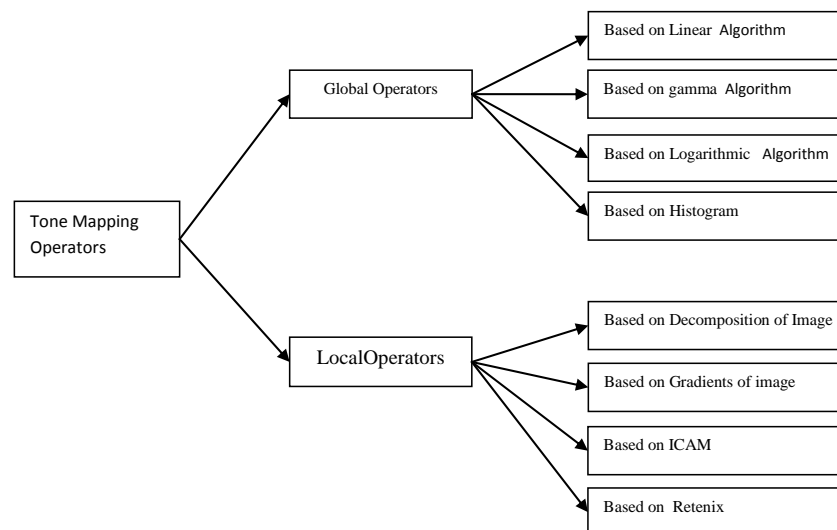 Based on Linear Algorithm
Global Operators
Based on gamma Algorithm
Based on Logarithmic Algorithm
Based on Histogram
Tone Mapping
Operators
LocalOperators
Based on Decomposition of Image
Based on Gradients of image
Based on ICAM
Based on Retenix